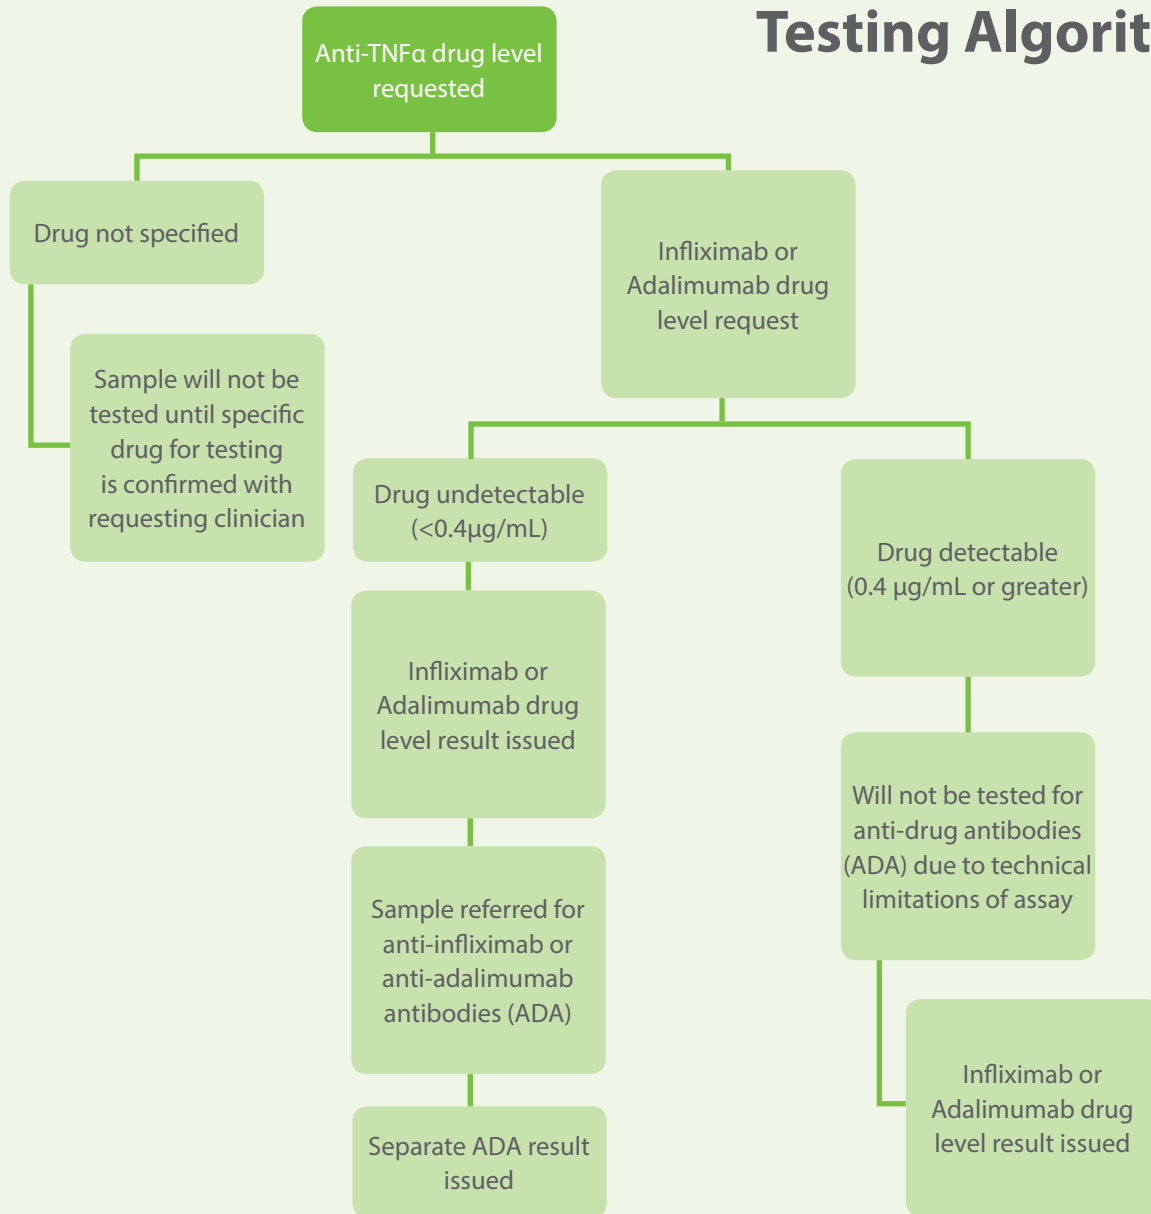 Testing Algorit
Anti-TNFα drug level
requested
Drug not specified
Sample will not be
tested until specific
drug for testing
is confirmed with
requesting clinician
Infliximab or
Adalimumab drug
level request
Drug undetectable
(<0.4µg/mL)
Infliximab or
Adalimumab drug
level result issued
Sample referred for
anti-infliximab or
anti-adalimumab
antibodies (ADA)
Separate ADA result
issued
Drug detectable
(0.4 µg/mL or greater)
Will not be tested for
anti-drug antibodies
(ADA) due to technical
limitations of assay
Infliximab or
Adalimumab drug
level result issued